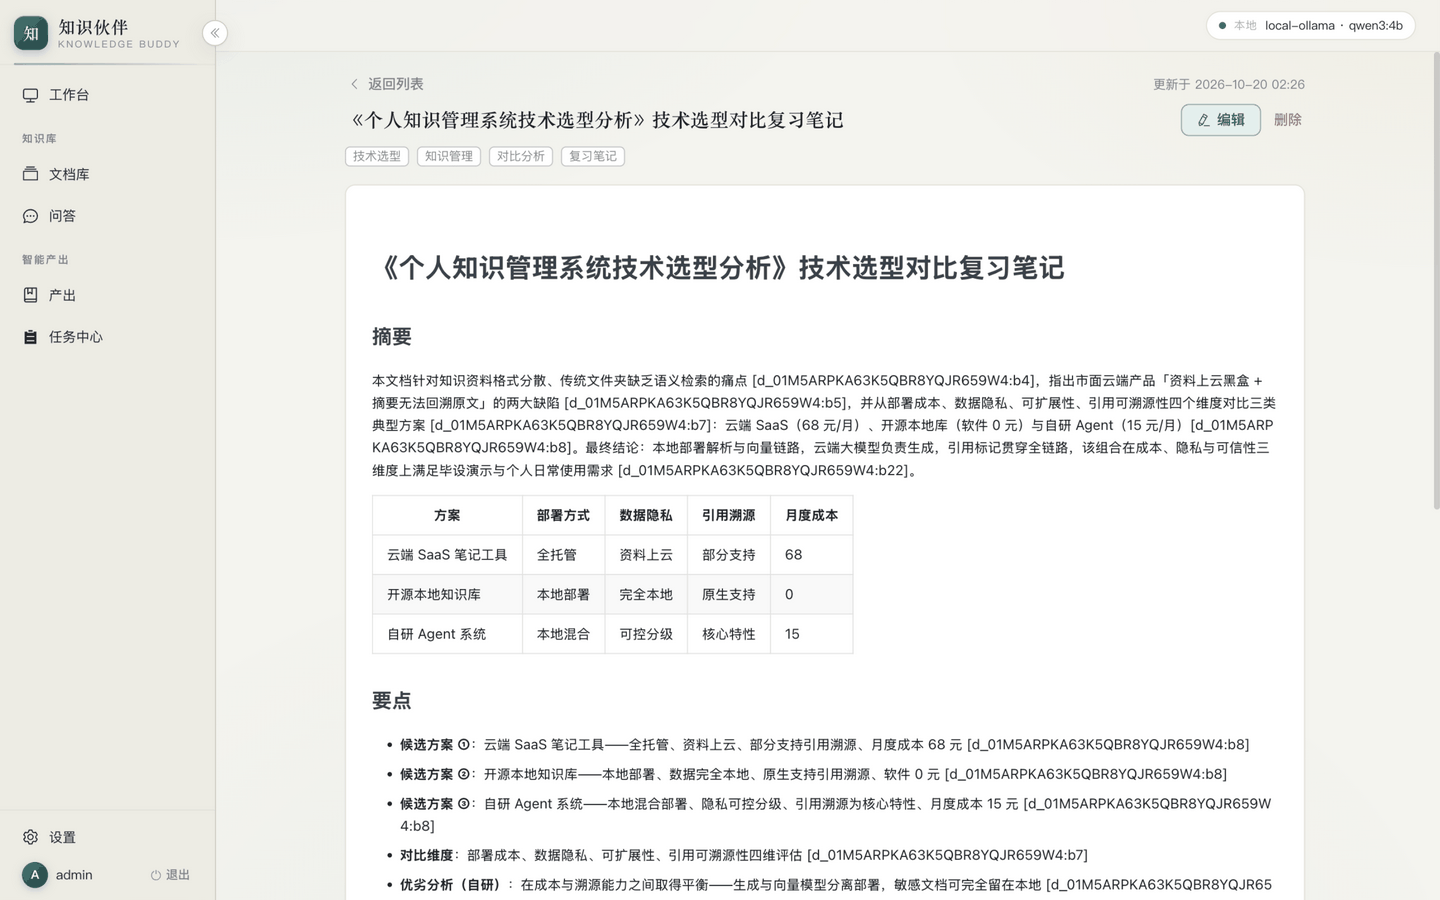 知
知识伙伴
KNOWLEDGE BUDDY
工作台
知识库
文档库
问答
智能产出
产出
任务中心
设置
A admin 退出
本地 local-ollama · qwen3:4b
返回列表
更新于 2026-10-20 02:26
《个人知识管理系统技术选型分析》技术选型对比复习笔记
编辑 删除
技术选型 知识管理 对比分析 复习笔记
《个人知识管理系统技术选型分析》技术选型对比复习笔记
摘要
本文档针对知识资料格式分散、传统文件夹缺乏语义检索的痛点 [d_01M5ARPKA63K5QBR8YQJR659W4:b4]，指出市面云端产品「资料上云黑盒 +
摘要无法回溯原文」的两大缺陷 [d_01M5ARPKA63K5QBR8YQJR659W4:b5]，并从部署成本、数据隐私、可扩展性、引用可溯源性四个维度对比三类
典型方案 [d_01M5ARPKA63K5QBR8YQJR659W4:b7]：云端 SaaS（68 元/月）、开源本地库（软件 0 元）与自研 Agent（15 元/月）[d_01M5ARP
KA63K5QBR8YQJR659W4:b8]。最终结论：本地部署解析与向量链路，云端大模型负责生成，引用标记贯穿全链路，该组合在成本、隐私与可信性三
维度上满足毕设演示与个人日常使用需求 [d_01M5ARPKA63K5QBR8YQJR659W4:b22]。
方案 部署方式 数据隐私 引用溯源 月度成本
云端 SaaS 笔记工具 全托管 资料上云 部分支持 68
开源本地知识库 本地部署 完全本地 原生支持 0
自研 Agent 系统 本地混合 可控分级 核心特性 15
要点
• 候选方案 ①：云端 SaaS 笔记工具——全托管、资料上云、部分支持引用溯源、月度成本 68 元 [d_01M5ARPKA63K5QBR8YQJR659W4:b8]
• 候选方案 ②：开源本地知识库——本地部署、数据完全本地、原生支持引用溯源、软件 0 元 [d_01M5ARPKA63K5QBR8YQJR659W4:b8]
• 候选方案 ③：自研 Agent 系统——本地混合部署、隐私可控分级、引用溯源为核心特性、月度成本 15 元 [d_01M5ARPKA63K5QBR8YQJR659W
4:b8]
• 对比维度：部署成本、数据隐私、可扩展性、引用可溯源性四维评估 [d_01M5ARPKA63K5QBR8YQJR659W4:b7]
• 优劣分析（自研）：在成本与溯源能力之间取得平衡——生成与向量模型分离部署，敏感文档可完全留在本地 [d_01M5ARPKA63K5QBR8YQJR65